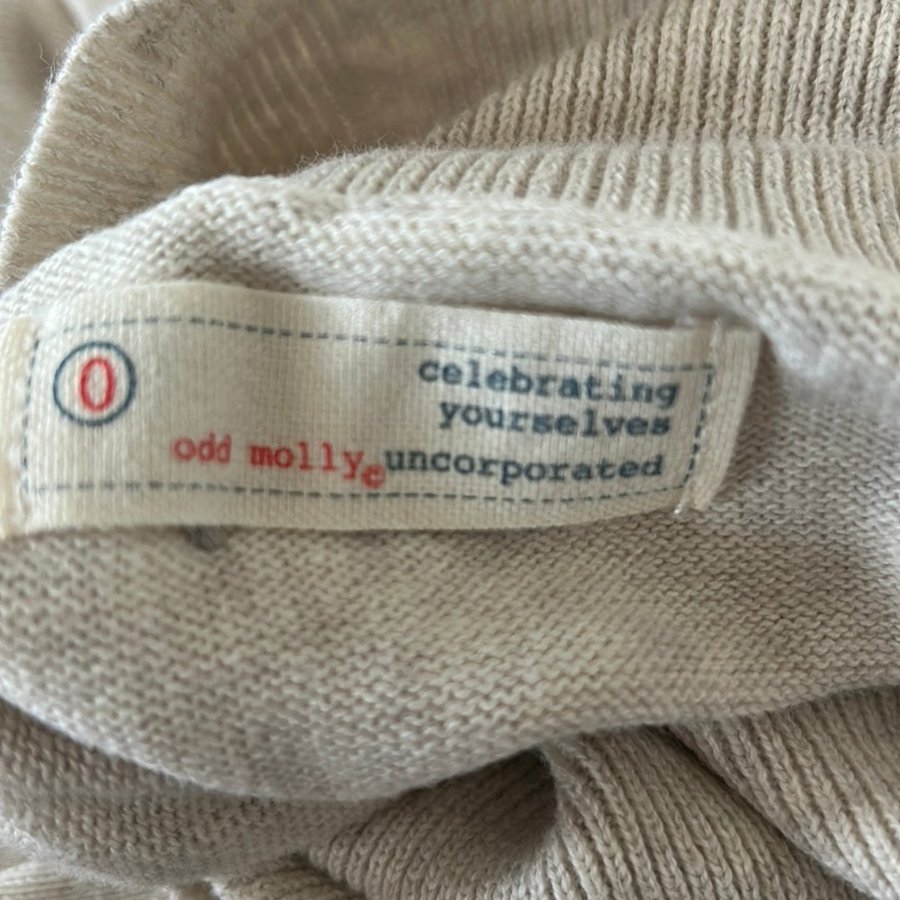 0
celebrating
yourselves
odd molly e uncorporated